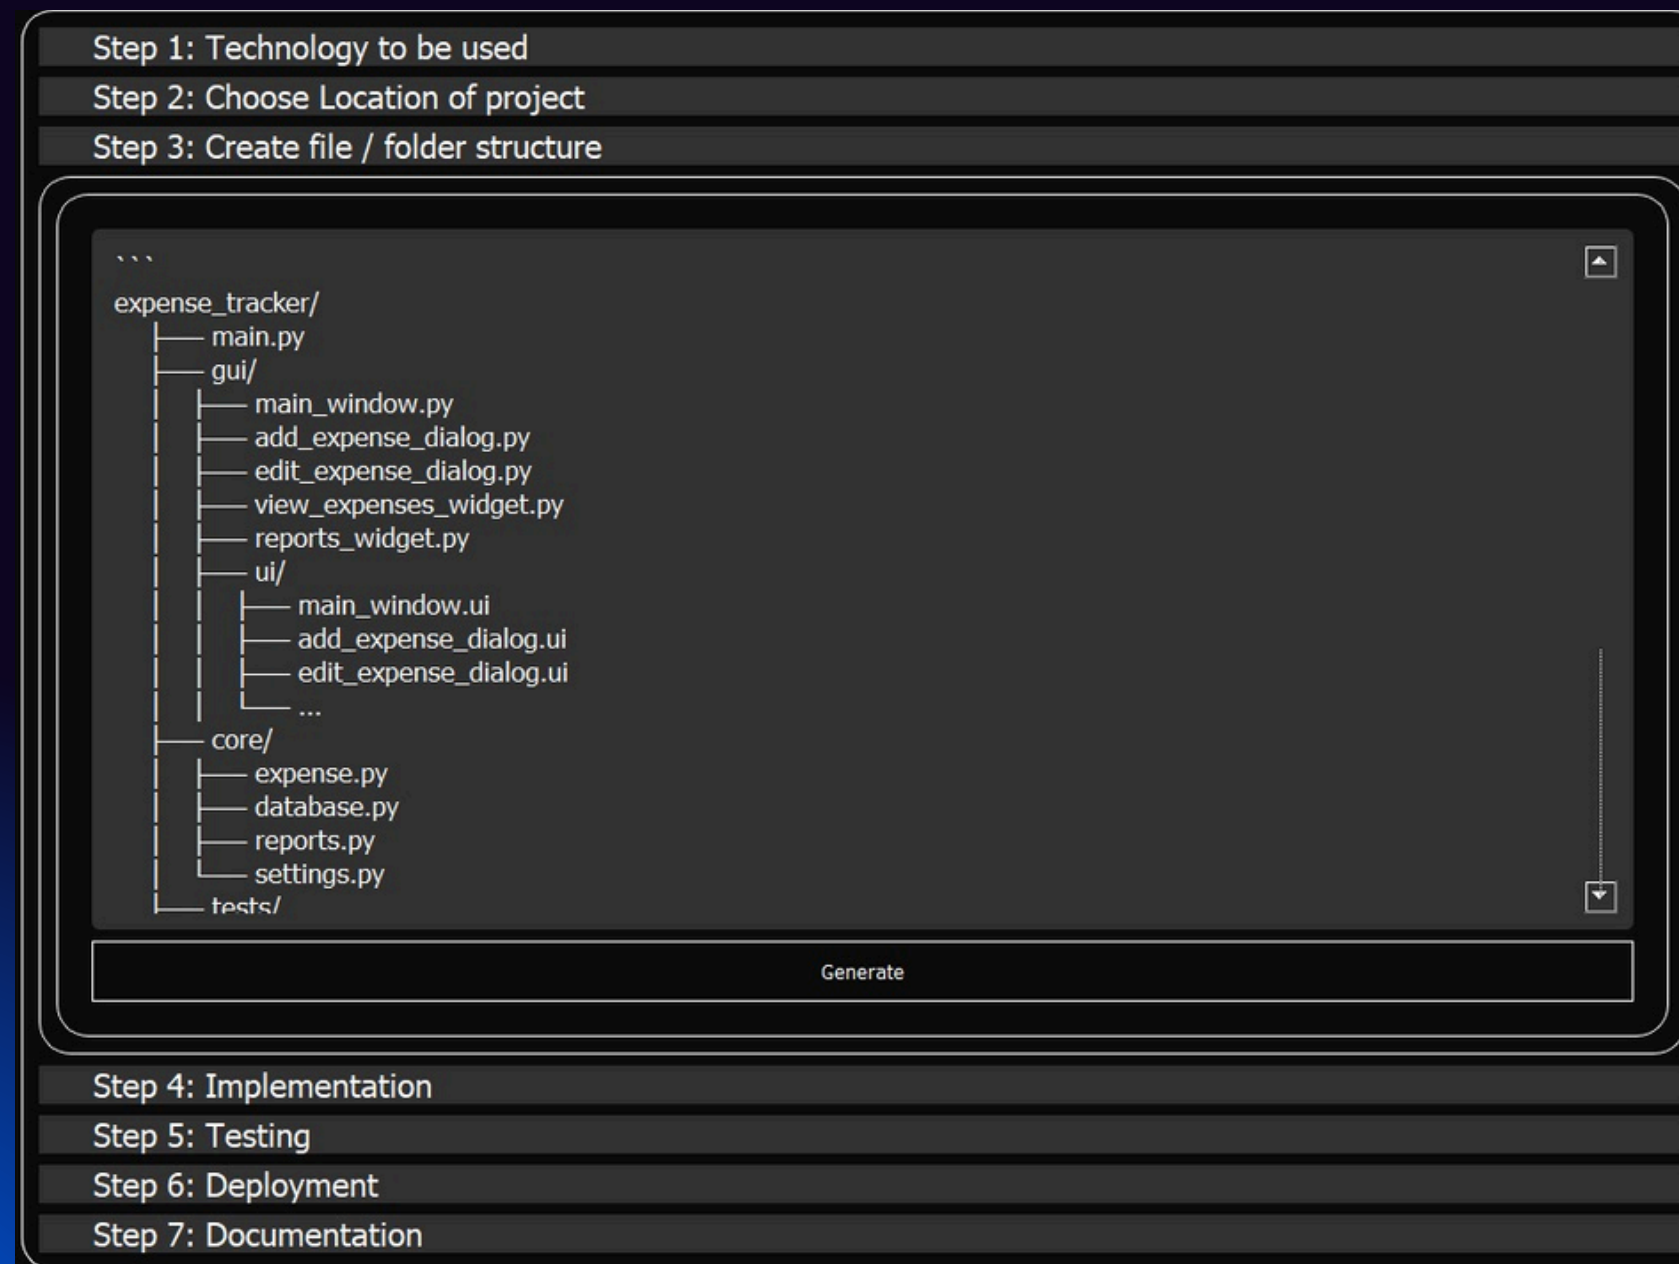 Step 1: Technology to be used
Step 2: Choose Location of project
Step 3: Create file / folder structure
```
expense_tracker/
├── main.py
├── gui/
│   ├── main_window.py
│   ├── add_expense_dialog.py
│   ├── edit_expense_dialog.py
│   ├── view_expenses_widget.py
│   ├── reports_widget.py
│   ├── ui/
│   │   ├── main_window.ui
│   │   ├── add_expense_dialog.ui
│   │   ├── edit_expense_dialog.ui
│   │   └── ...
├── core/
│   ├── expense.py
│   ├── database.py
│   ├── reports.py
│   └── settings.py
├── tests/
Generate
Step 4: Implementation
Step 5: Testing
Step 6: Deployment
Step 7: Documentation